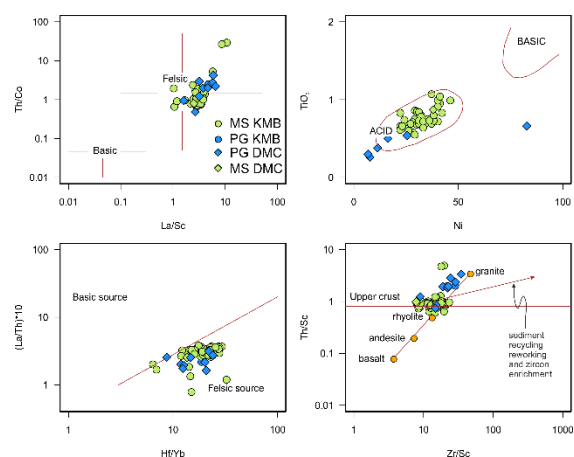 100
10
1
0.1
0.01
Th/Co
Felsic
Basic
MS KMB
PG KMB
PG DMC
MS DMC
0.01
0.1
1
10
100
La/Sc
2
1
0
TiO2
BASIC
ACID
0
50
100
Ni
100
10
1
(La/Th)*10
Basic source
Felsic source
1
10
100
Hf/Yb
100
10
1
0.1
0.01
Th/Sc
granite
Upper crust
rhyolite
andesite
basalt
sediment
recycling
reworking
and zircon
enrichment
1
10
100
1000
Zr/Sc